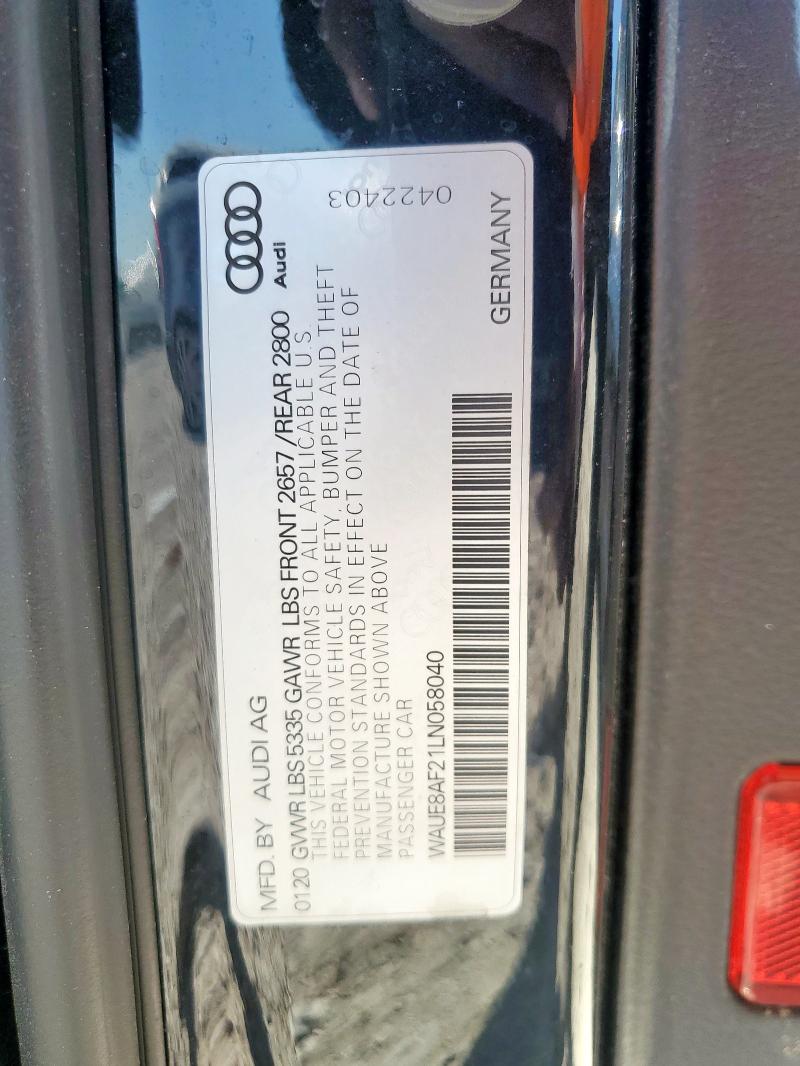 MFD. BY AUDI AG
Audi
0120 GVWR LBS 5335 GAWR LBS FRONT 2657 /REAR 2800
THIS VEHICLE CONFORMS TO ALL APPLICABLE U.S.
FEDERAL MOTOR VEHICLE SAFETY, BUMPER AND THEFT
PREVENTION STANDARDS IN EFFECT ON THE DATE OF
MANUFACTURE SHOWN ABOVE
PASSENGER CAR
WAUE8AF21LN058040
GERMANY
0422403